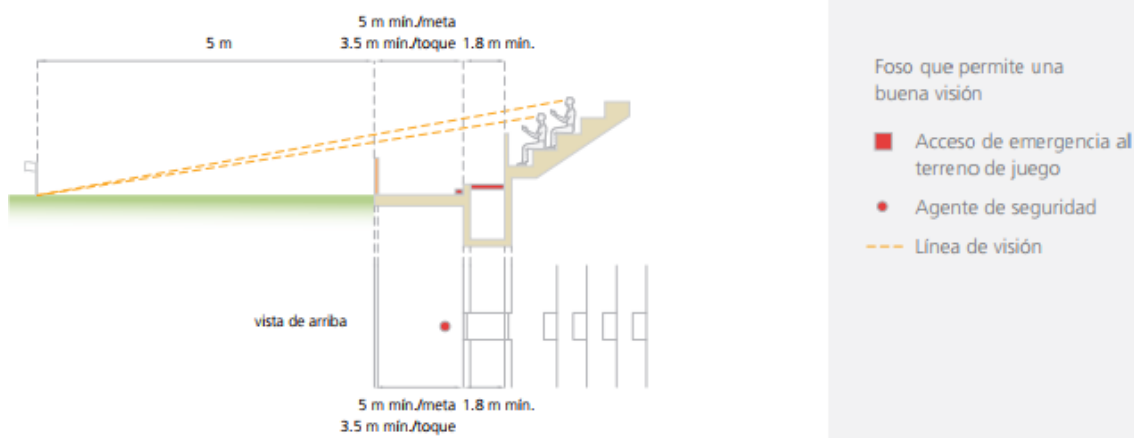 5 m mín./meta
5 m
3.5 m mín./toque
1.8 m mín.
vista de arriba
5 m mín./meta
1.8 m mín.
3.5 m mín./toque
Foso que permite una
buena visión
Acceso de emergencia al
terreno de juego
Agente de seguridad
Línea de visión